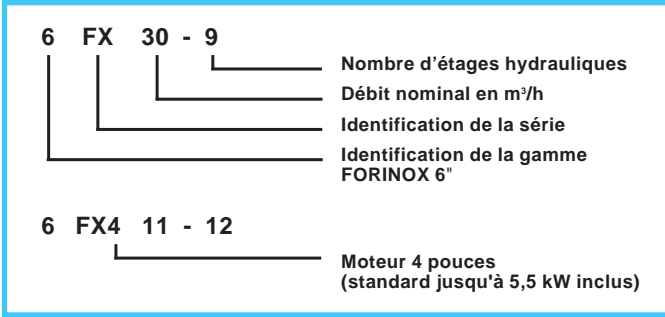 6 FX 30 - 9
Nombre d’étages hydrauliques
Débit nominal en m³/h
Identification de la série
Identification de la gamme
FORINOX 6"
6 FX4 11 - 12
Moteur 4 pouces
(standard jusqu'à 5,5 kW inclus)